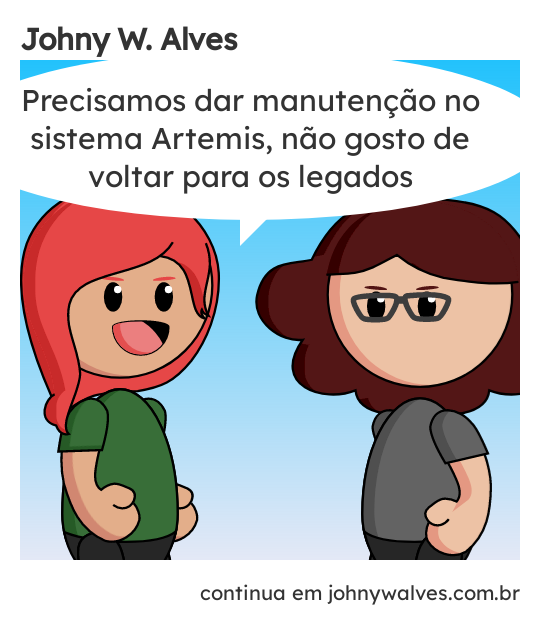 Johny W. Alves
Precisamos dar manutenção no
sistema Artemis, não gosto de
voltar para os legados
continua em johnywalves.com.br